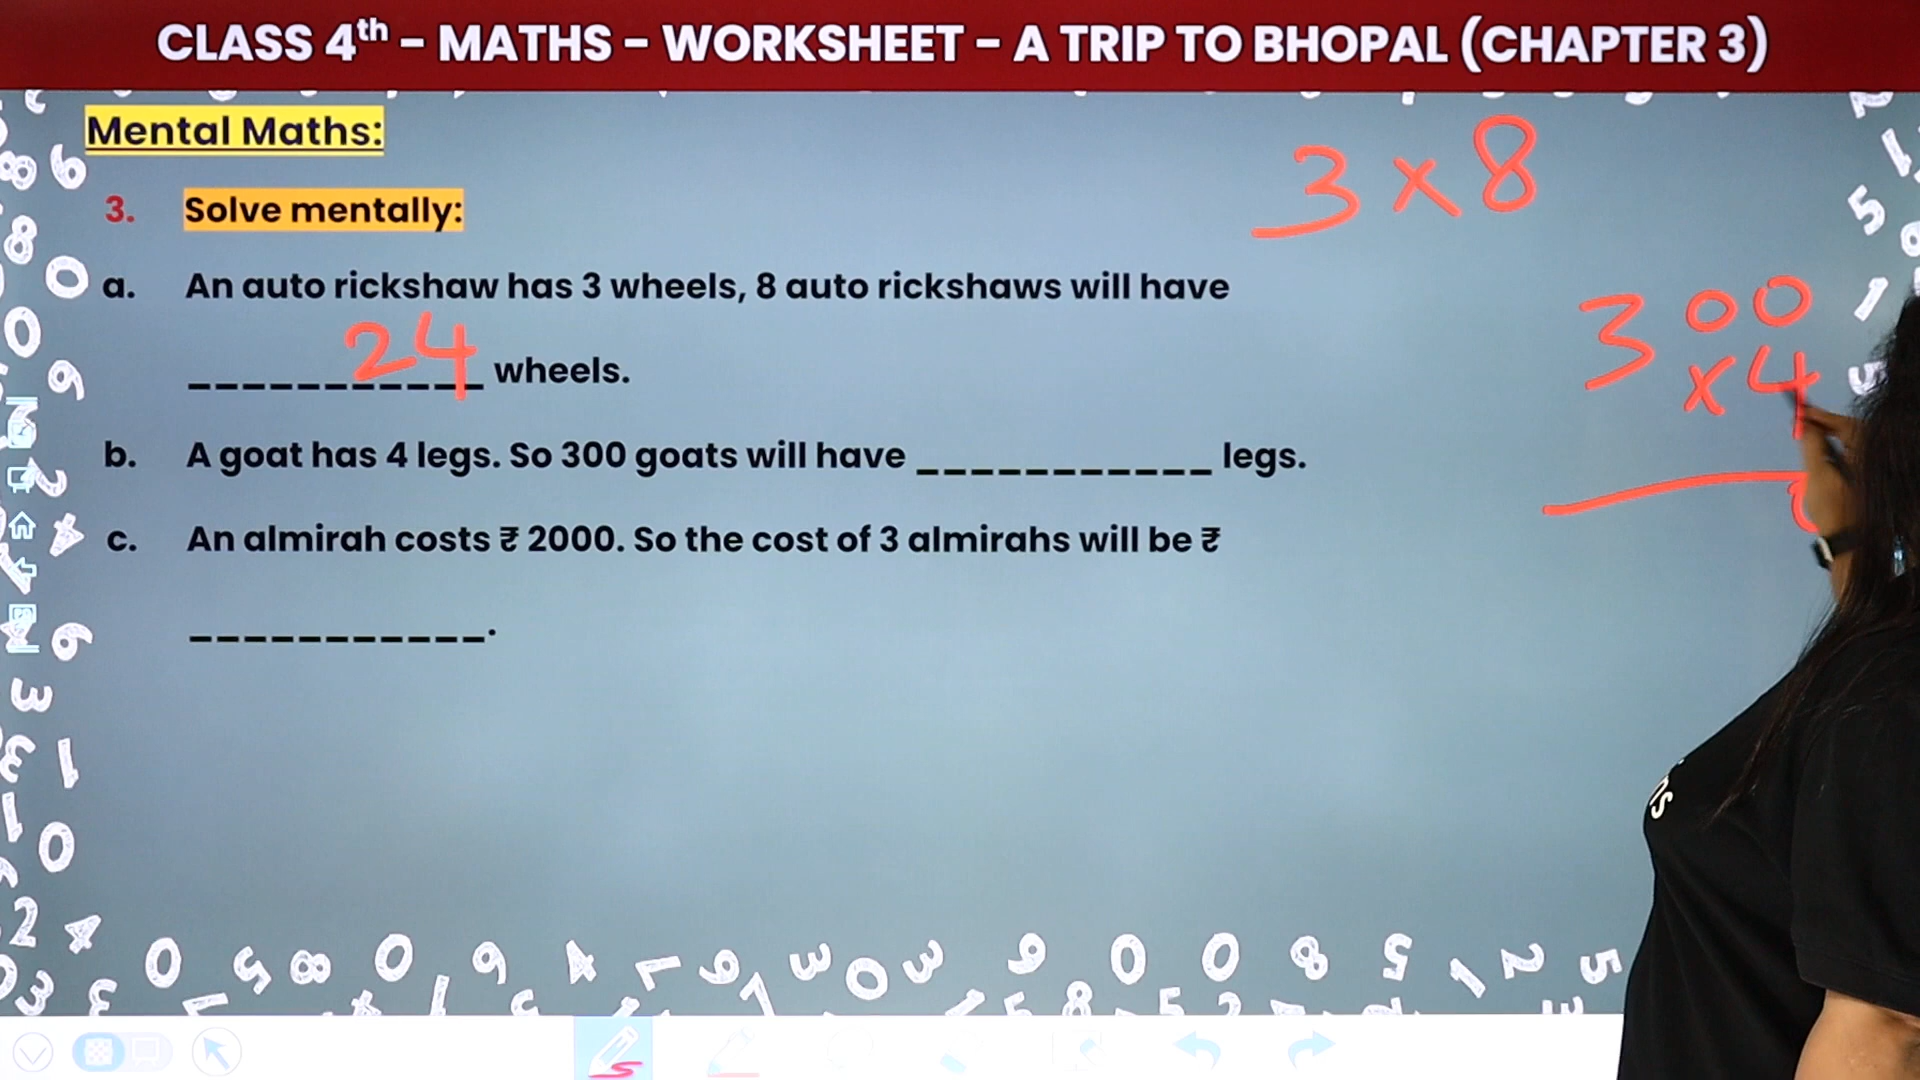 CLASS 4th – MATHS – WORKSHEET – A TRIP TO BHOPAL (CHAPTER 3)
Mental Maths:
3 × 8
3. Solve mentally:
a. An auto rickshaw has 3 wheels, 8 auto rickshaws will have
24 wheels.
300
×4
b. A goat has 4 legs. So 300 goats will have ___________ legs.
c. An almirah costs ₹ 2000. So the cost of 3 almirahs will be ₹
___________.